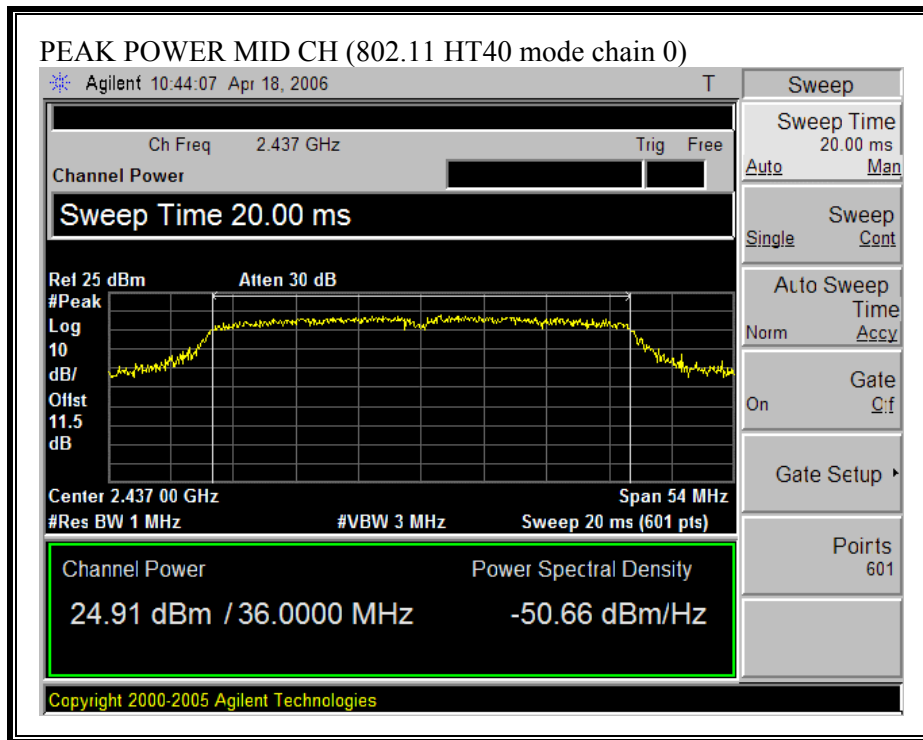 PEAK POWER MID CH (802.11 HT40 mode chain 0)
Agilent 10:44:07 Apr 18, 2006 T
Ch Freq 2.437 GHz Trig Free
Channel Power
Sweep Time 20.00 ms
Ref 25 dBm Atten 30 dB
#Peak
Log
10
dB/
Offst
11.5
dB
Center 2.437 00 GHz Span 54 MHz
#Res BW 1 MHz #VBW 3 MHz Sweep 20 ms (601 pts)
Channel Power Power Spectral Density
24.91 dBm / 36.0000 MHz -50.66 dBm/Hz
Copyright 2000-2005 Agilent Technologies
Sweep
Sweep Time
20.00 ms
Auto Man
Sweep
Single Cont
Auto Sweep
Time
Norm Accy
Gate
On Off
Gate Setup
Points
601